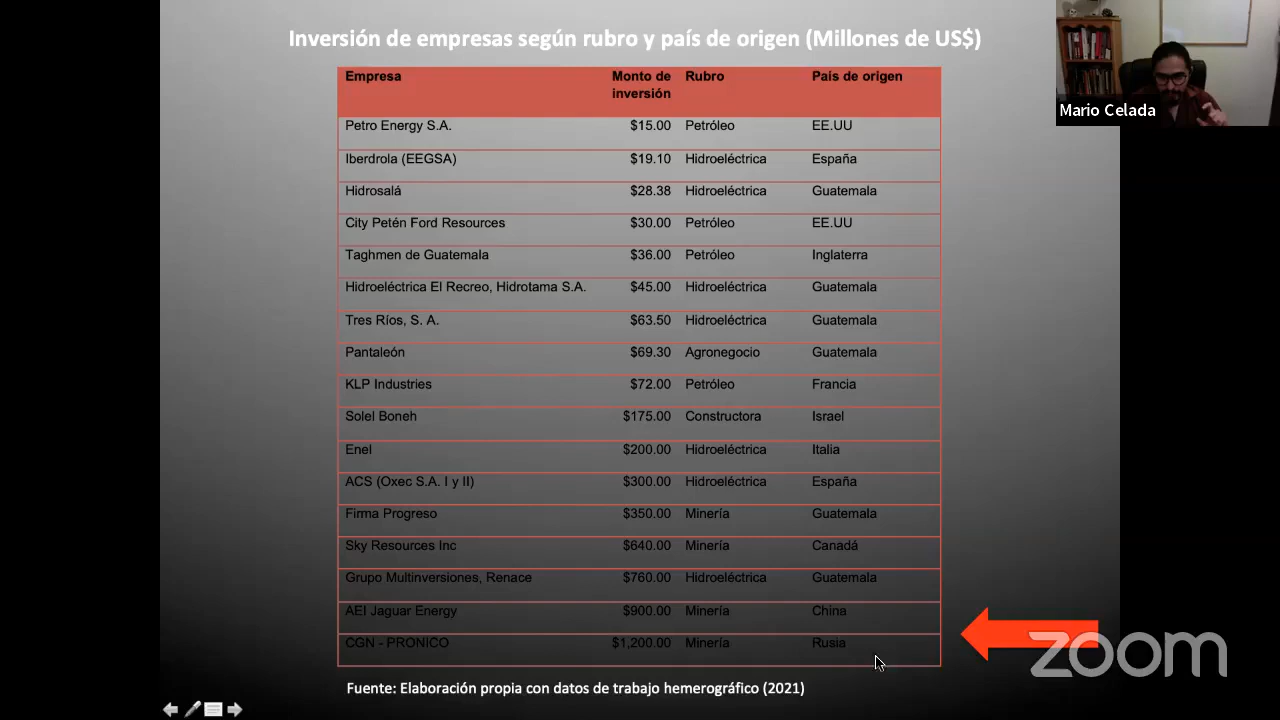 Inversión de empresas según rubro y país de origen (Millones de US$)
Mario Celada
Empresa Monto de inversión Rubro País de origen
Petro Energy S.A. $15.00 Petróleo EE.UU
Iberdrola (EEGSA) $19.10 Hidroeléctrica España
Hidrosalá $28.38 Hidroeléctrica Guatemala
City Petén Ford Resources $30.00 Petróleo EE.UU
Taghmen de Guatemala $36.00 Petróleo Inglaterra
Hidroeléctrica El Recreo, Hidrotama S.A. $45.00 Hidroeléctrica Guatemala
Tres Ríos, S. A. $63.50 Hidroeléctrica Guatemala
Pantaleón $69.30 Agronegocio Guatemala
KLP Industries $72.00 Petróleo Francia
Solel Boneh $175.00 Constructora Israel
Enel $200.00 Hidroeléctrica Italia
ACS (Oxec S.A. I y II) $300.00 Hidroeléctrica España
Firma Progreso $350.00 Minería Guatemala
Sky Resources Inc $640.00 Minería Canadá
Grupo Multinversiones, Renace $760.00 Hidroeléctrica Guatemala
AEI Jaguar Energy $900.00 Minería China
CGN - PRONICO $1,200.00 Minería Rusia
zoom
Fuente: Elaboración propia con datos de trabajo hemerográfico (2021)